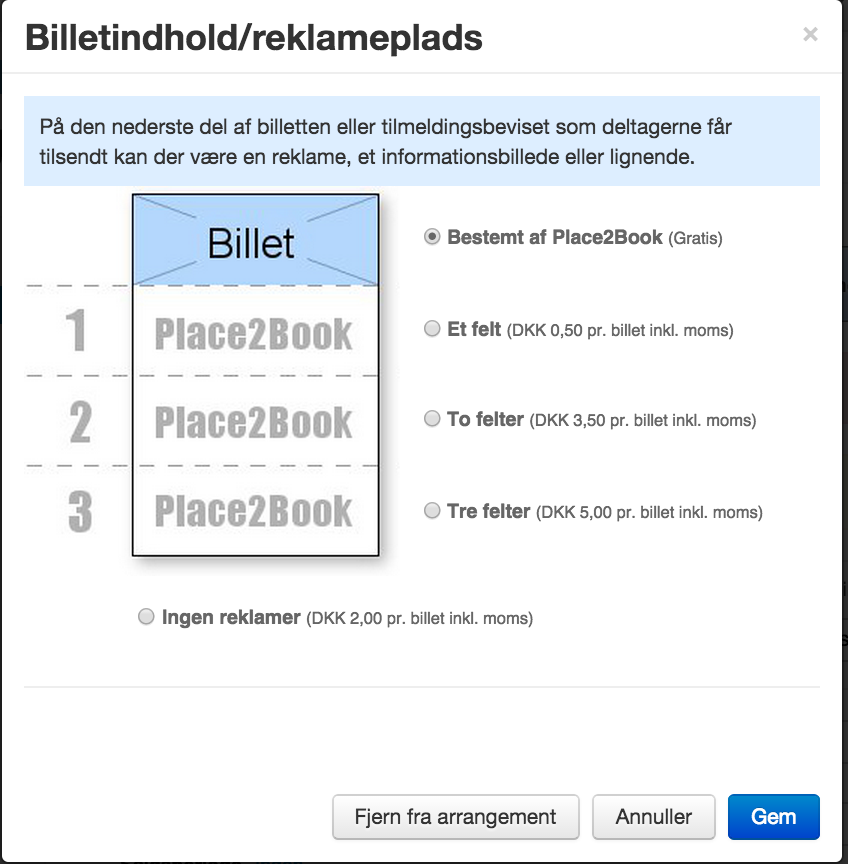 Billetindhold/reklameplads
×
På den nederste del af billetten eller tilmeldingsbeviset som deltagerne får
tilsendt kan der være en reklame, et informationsbillede eller lignende.
Billet
Bestemt af Place2Book (Gratis)
1 Place2Book
Et felt (DKK 0,50 pr. billet inkl. moms)
2 Place2Book
To felter (DKK 3,50 pr. billet inkl. moms)
3 Place2Book
Tre felter (DKK 5,00 pr. billet inkl. moms)
Ingen reklamer (DKK 2,00 pr. billet inkl. moms)
Fjern fra arrangement
Annuller
Gem